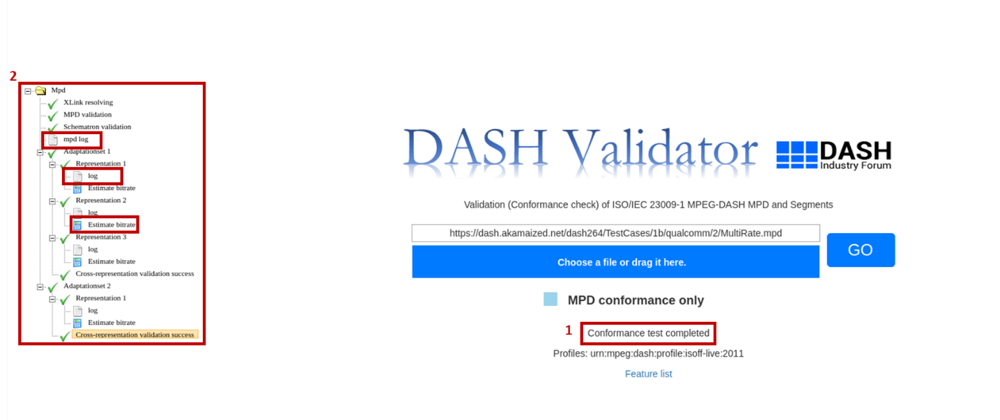 2
Mpd
XLink resolving
MPD validation
Schematron validation
mpd log
Adaptationset 1
Representation 1
log
Estimate bitrate
Representation 2
log
Estimate bitrate
Representation 3
log
Estimate bitrate
Cross-representation validation success
Adaptationset 2
Representation 1
log
Estimate bitrate
Cross-representation validation success
DASH Validator
DASH
Industry Forum
Validation (Conformance check) of ISO/IEC 23009-1 MPEG-DASH MPD and Segments
https://dash.akamaized.net/dash264/TestCases/1b/qualcomm/2/MultiRate.mpd
GO
Choose a file or drag it here.
MPD conformance only
1
Conformance test completed
Profiles: urn:mpeg:dash:profile:isoff-live:2011
Feature list